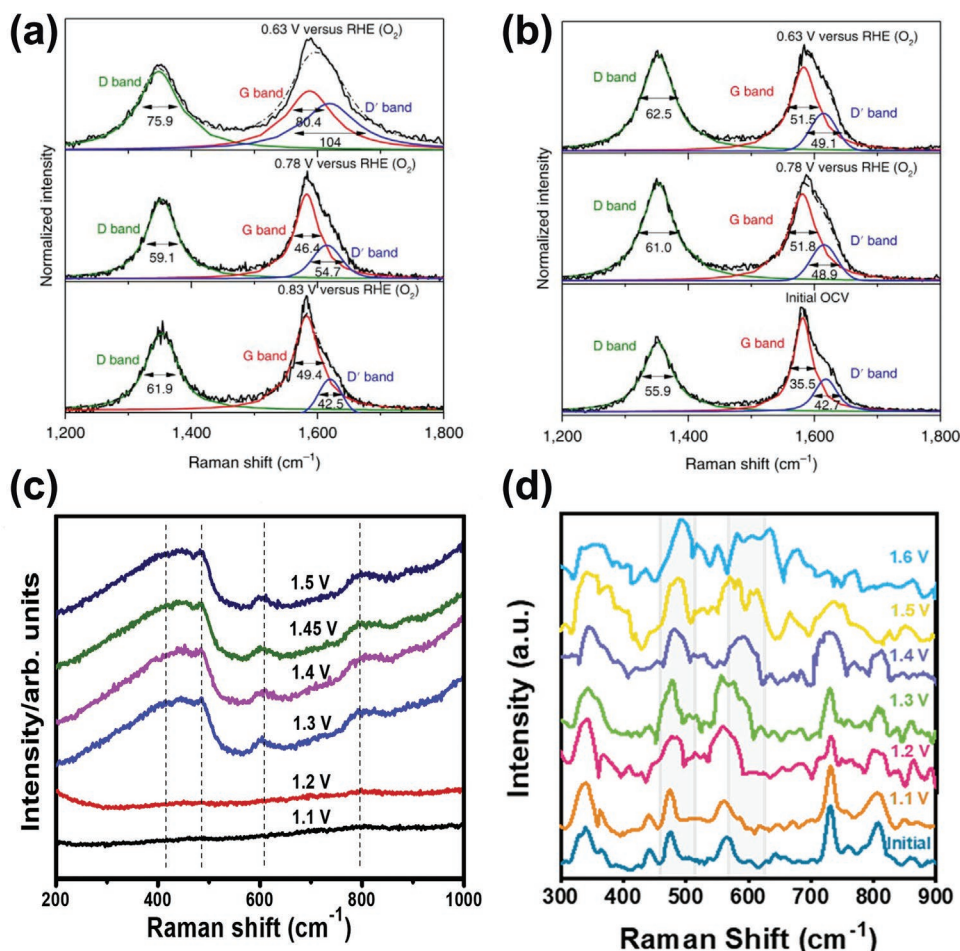 (a)
0.63 V versus RHE (O₂)
D band
G band
D′ band
75.9
80.4
104
0.78 V versus RHE (O₂)
D band
G band
D′ band
59.1
46.4
54.7
0.83 V versus RHE (O₂)
D band
G band
D′ band
61.9
49.4
42.5
Normalized intensity
1,200 1,400 1,600 1,800
Raman shift (cm⁻¹)
(b)
0.63 V versus RHE (O₂)
D band
G band
D′ band
62.5
51.5
49.1
0.78 V versus RHE (O₂)
D band
G band
D′ band
61.0
51.8
48.9
Initial OCV
D band
G band
D′ band
55.9
35.5
42.7
Normalized intensity
1,200 1,400 1,600 1,800
Raman shift (cm⁻¹)
(c)
1.5 V
1.45 V
1.4 V
1.3 V
1.2 V
1.1 V
Intensity/arb. units
200 400 600 800 1000
Raman shift (cm⁻¹)
(d)
1.6 V
1.5 V
1.4 V
1.3 V
1.2 V
1.1 V
Initial
Intensity (a.u.)
300 400 500 600 700 800 900
Raman Shift (cm⁻¹)